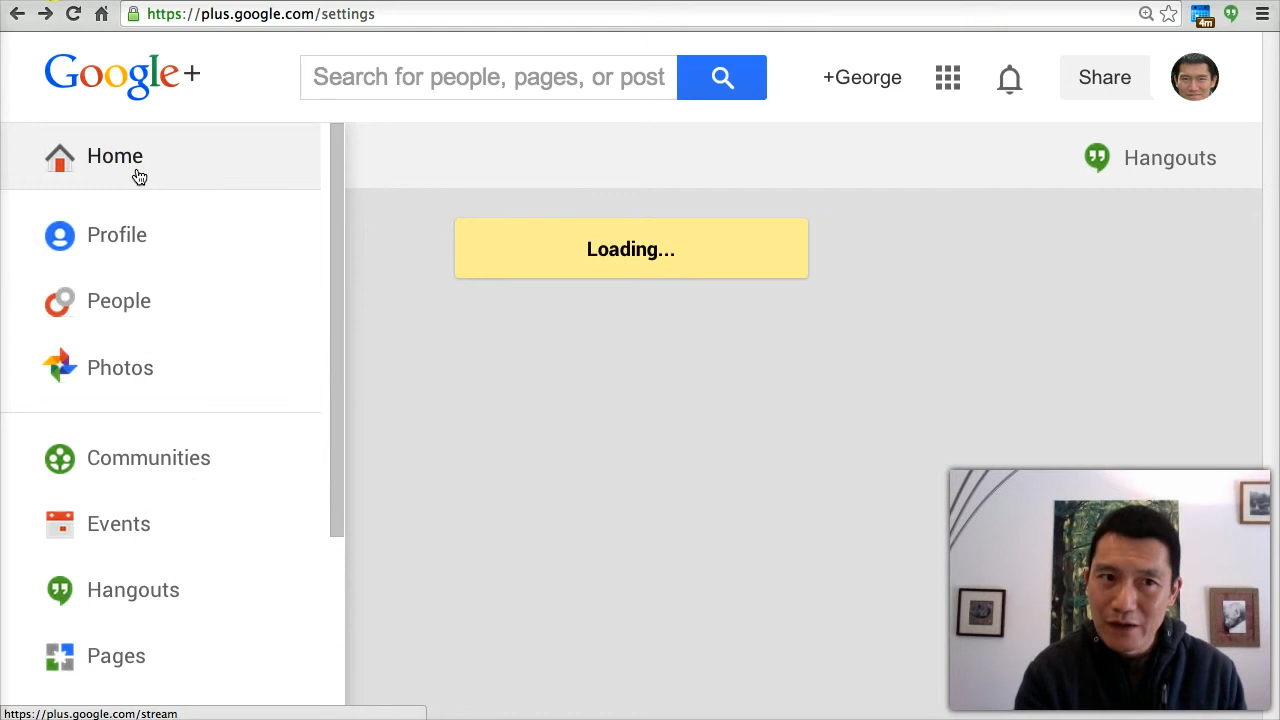 https://plus.google.com/settings
4m
Google+
Search for people, pages, or post
+George
Share
Home
Hangouts
Profile
Loading...
People
Photos
Communities
Events
Hangouts
Pages
https://plus.google.com/stream